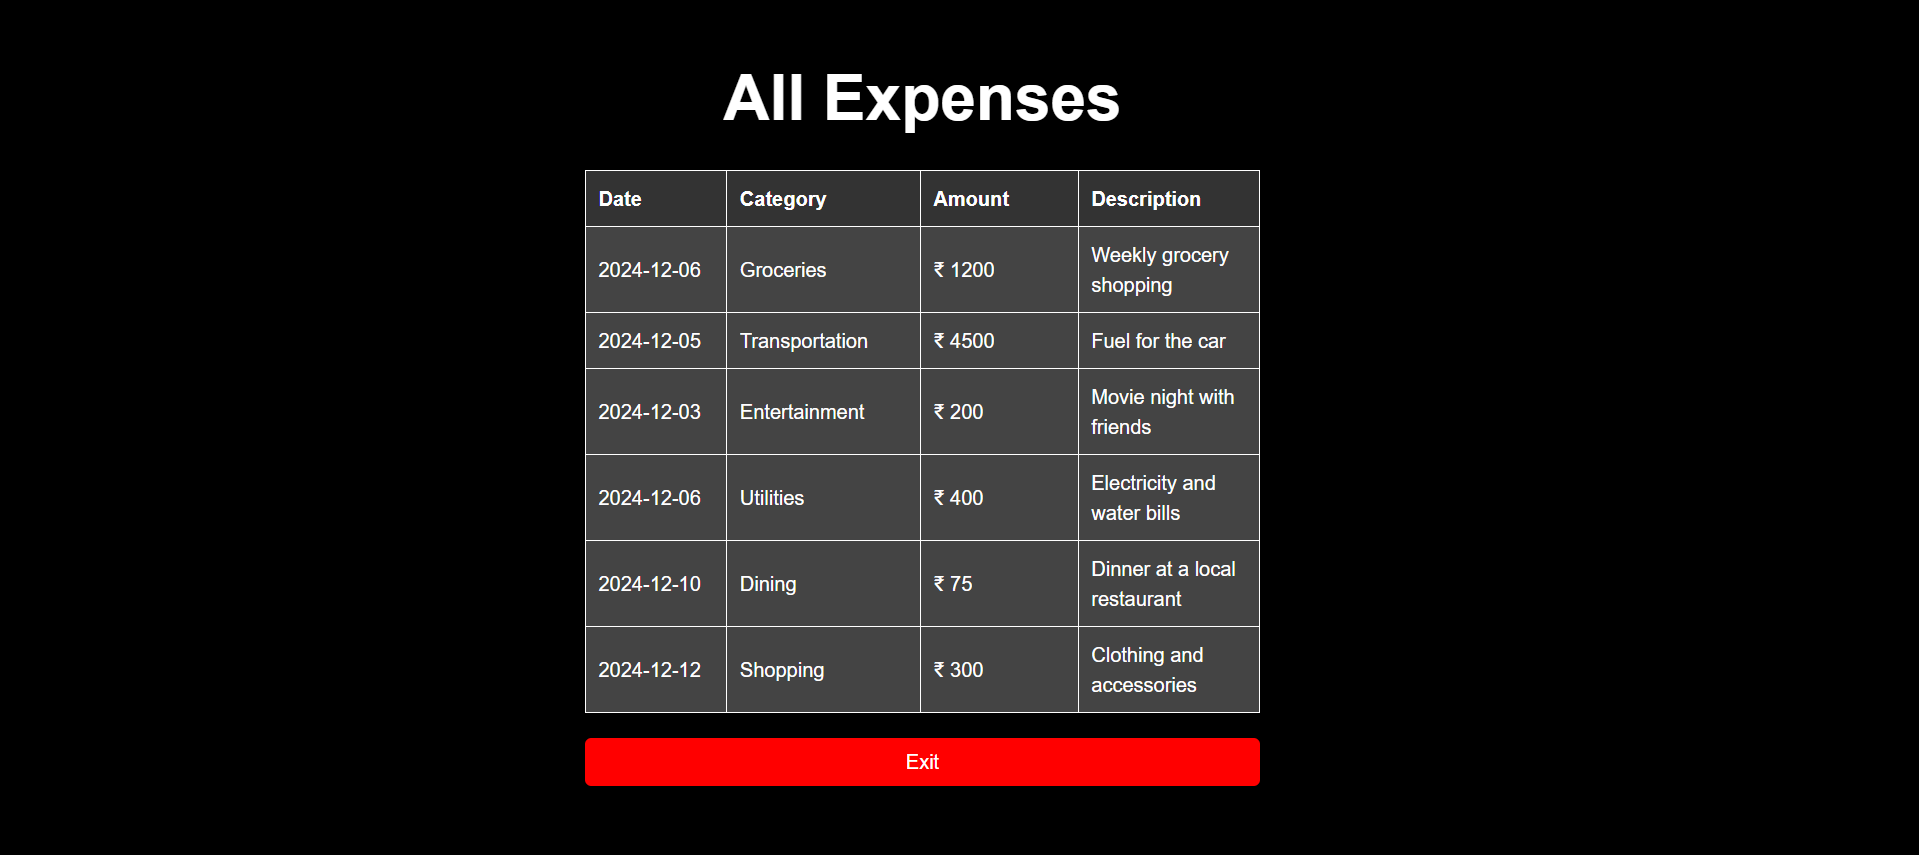 All Expenses
Date Category Amount Description
2024-12-06 Groceries ₹ 1200 Weekly grocery
shopping
2024-12-05 Transportation ₹ 4500 Fuel for the car
2024-12-03 Entertainment ₹ 200 Movie night with
friends
2024-12-06 Utilities ₹ 400 Electricity and
water bills
2024-12-10 Dining ₹ 75 Dinner at a local
restaurant
2024-12-12 Shopping ₹ 300 Clothing and
accessories
Exit